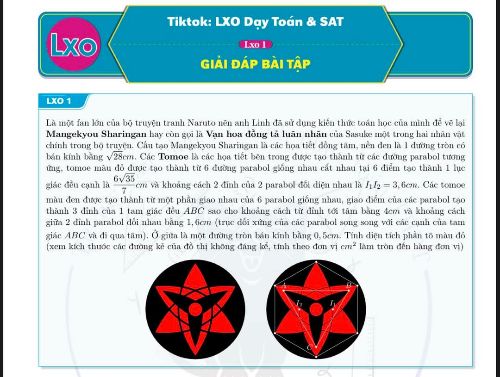 LXO
Tiktok: LXO Dạy Toán & SAT
Lxo 1
GIẢI ĐÁP BÀI TẬP
LXO 1
Là một fan lớn của bộ truyện tranh Naruto nên anh Linh đã sử dụng kiến thức toán học của mình để vẽ lại
Mangekyou Sharingan hay còn gọi là Vạn hoa đồng tả luân nhãn của Sasuke một trong hai nhân vật
chính trong bộ truyện. Cấu tạo Mangekyou Sharingan là các họa tiết đồng tâm, nền đen là 1 đường tròn có
bán kính bằng √28cm. Các Tomoe là các họa tiết bên trong được tạo thành từ các đường parabol tương
ứng, tomoe màu đỏ được tạo thành từ 6 đường parabol giống nhau cắt nhau tại 6 điểm tạo thành 1 lục
giác đều cạnh là 6√35/7 cm và khoảng cách 2 đỉnh của 2 parabol đối diện nhau là I₁I₂ = 3,6cm. Các tomoe
màu đen được tạo thành từ một phần giao nhau của 6 parabol giống nhau, giao điểm của các parabol tạo
thành 3 đỉnh của 1 tam giác đều ABC sao cho khoảng cách từ đỉnh tới tâm bằng 4cm và khoảng cách
giữa 2 đỉnh parabol đối nhau bằng 1,6cm (trục đối xứng của các parabol song song với các cạnh của tam
giác ABC và đi qua tâm). Ở giữa là một đường tròn bán kính bằng 0,5cm. Tính diện tích phần tô màu đỏ
(xem kích thước các đường kẻ của đồ thị không đáng kể, tính theo đơn vị cm² làm tròn đến hàng đơn vị)
A B
I₁ I₂
C